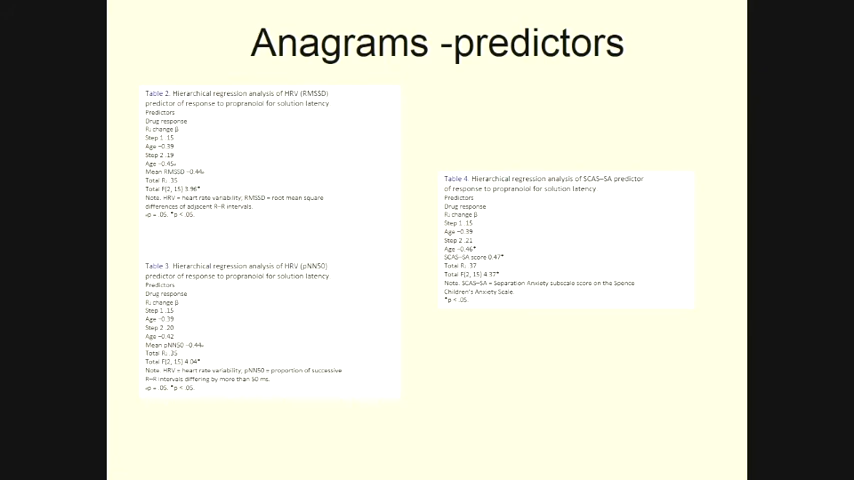 Anagrams -predictors
Table 2. Hierarchical regression analysis of HRV (RMSSD)
predictor of response to propranolol for solution latency
Predictors
Drug response
R, change β
Step 1 .15
Age −0.39
Step 2 .19
Age −0.45ₐ
Mean RMSSD −0.44ₐ
Total R, .35
Total F(2, 15) 3.96*
Note. HRV = heart rate variability, RMSSD = root mean square
differences of adjacent R–R intervals.
ₐp = .05. *p < .05.
Table 3. Hierarchical regression analysis of HRV (pNN50)
predictor of response to propranolol for solution latency
Predictors
Drug response
R, change β
Step 1 .15
Age −0.39
Step 2 .20
Age −0.42
Mean pNN50 −0.44ₐ
Total R, .35
Total F(2, 15) 4.04*
Note. HRV = heart rate variability, pNN50 = proportion of successive
R–R intervals differing by more than 50 ms.
ₐp = .05. *p < .05.
Table 4. Hierarchical regression analysis of SCAS–SA predictor
of response to propranolol for solution latency
Predictors
Drug response
R, change β
Step 1 .15
Age −0.39
Step 2 .21
Age −0.46*
SCAS–SA score 0.47*
Total R, .37
Total F(2, 15) 4.37*
Note. SCAS–SA = Separation Anxiety subscale score on the Spence
Children's Anxiety Scale.
*p < .05.